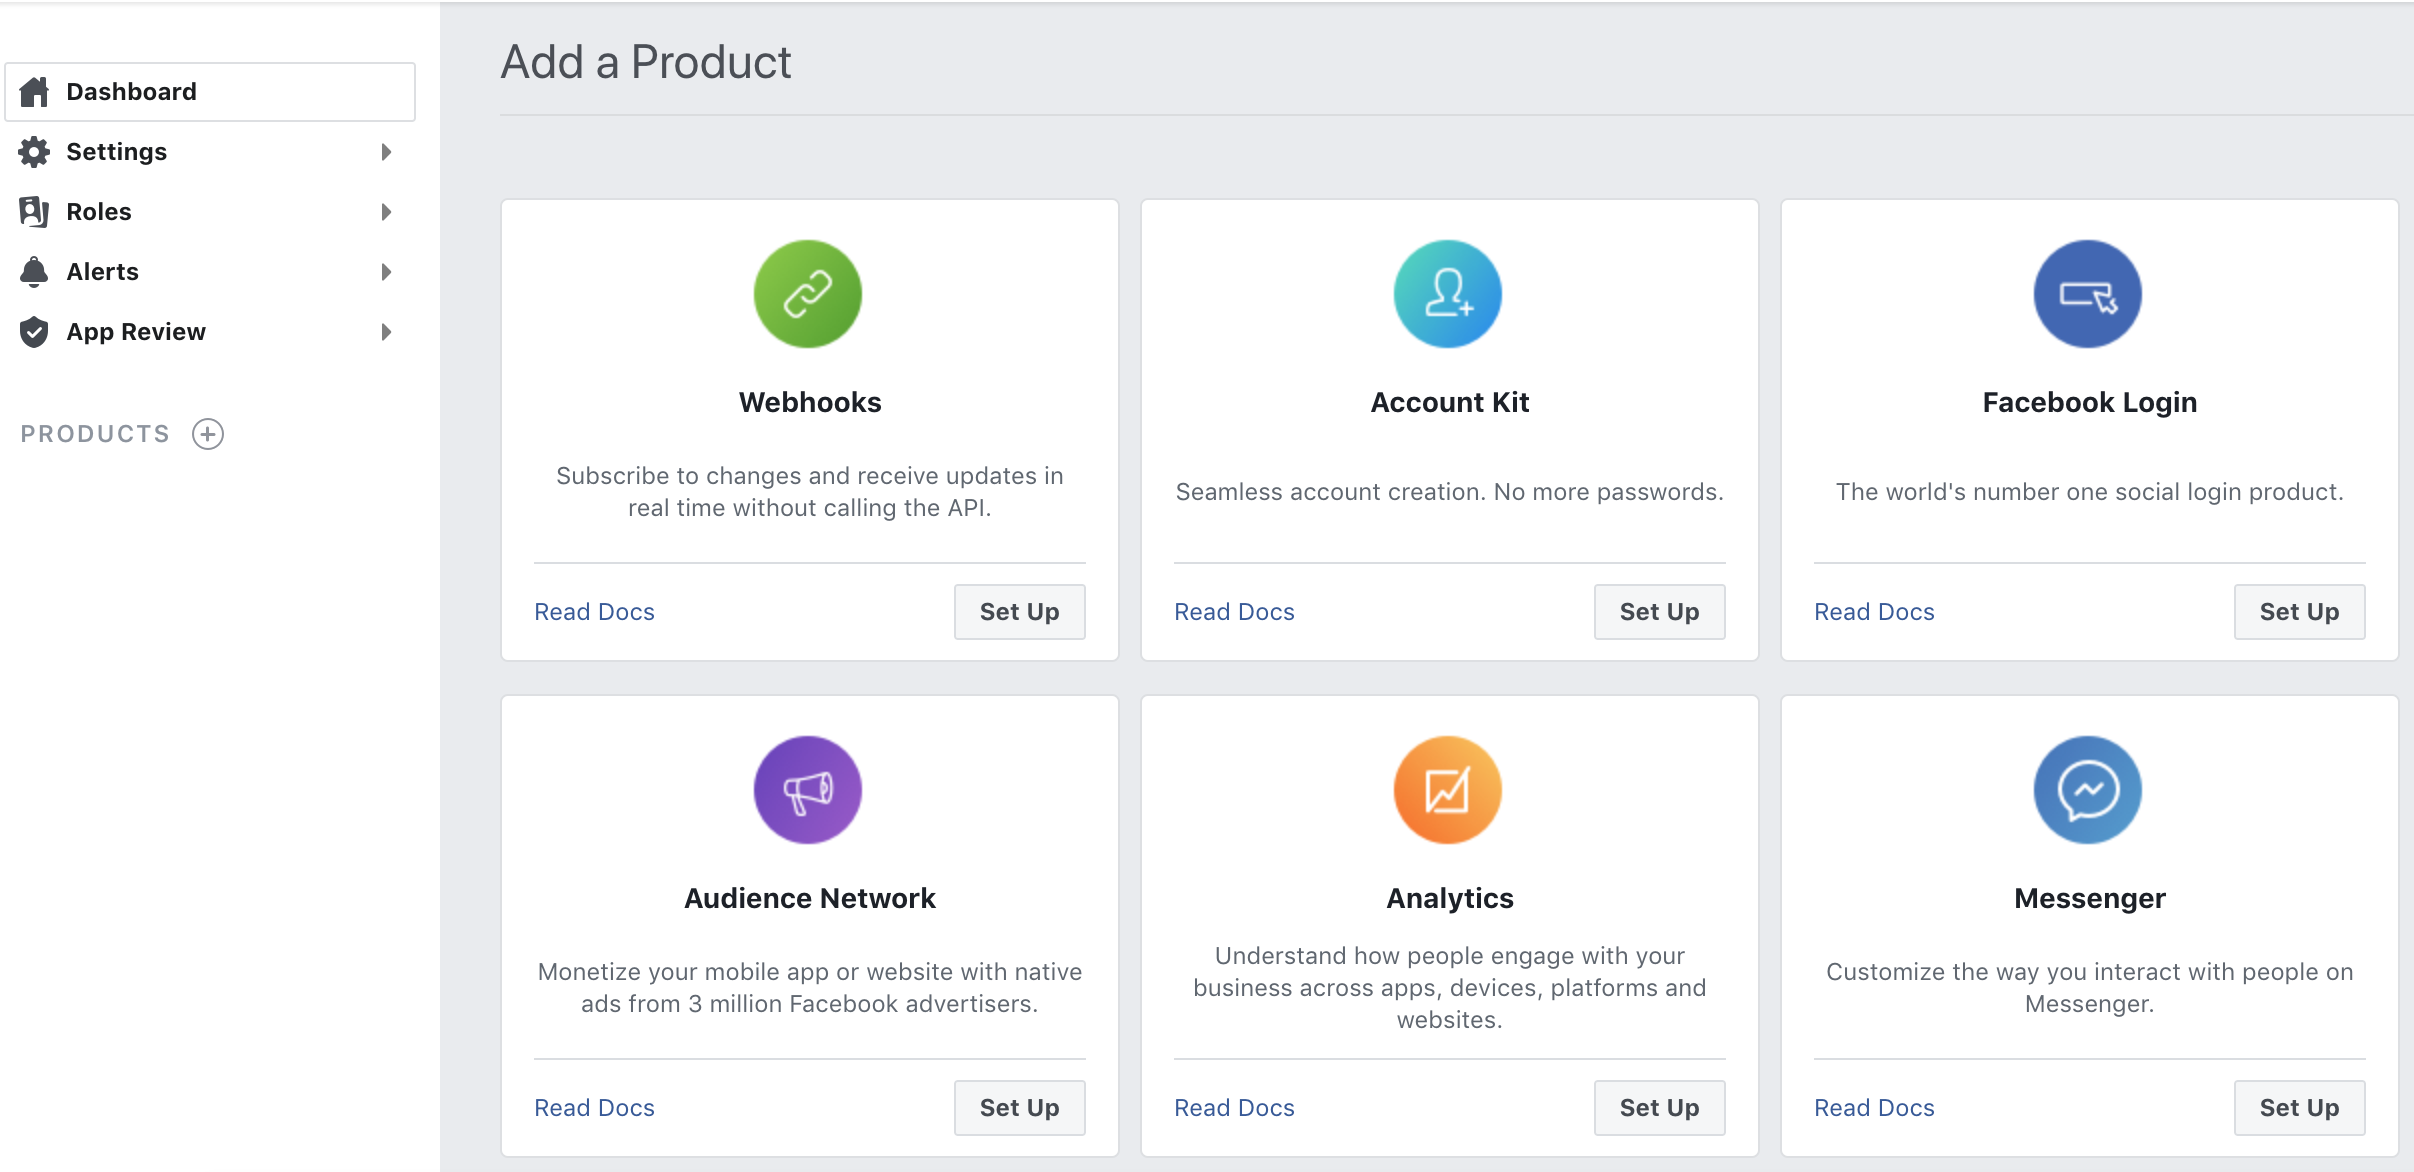 Dashboard
Settings
Roles
Alerts
App Review
PRODUCTS
Add a Product
Webhooks
Subscribe to changes and receive updates in
real time without calling the API.
Read Docs
Set Up
Account Kit
Seamless account creation. No more passwords.
Read Docs
Set Up
Facebook Login
The world's number one social login product.
Read Docs
Set Up
Audience Network
Monetize your mobile app or website with native
ads from 3 million Facebook advertisers.
Read Docs
Set Up
Analytics
Understand how people engage with your
business across apps, devices, platforms and
websites.
Read Docs
Set Up
Messenger
Customize the way you interact with people on
Messenger.
Read Docs
Set Up